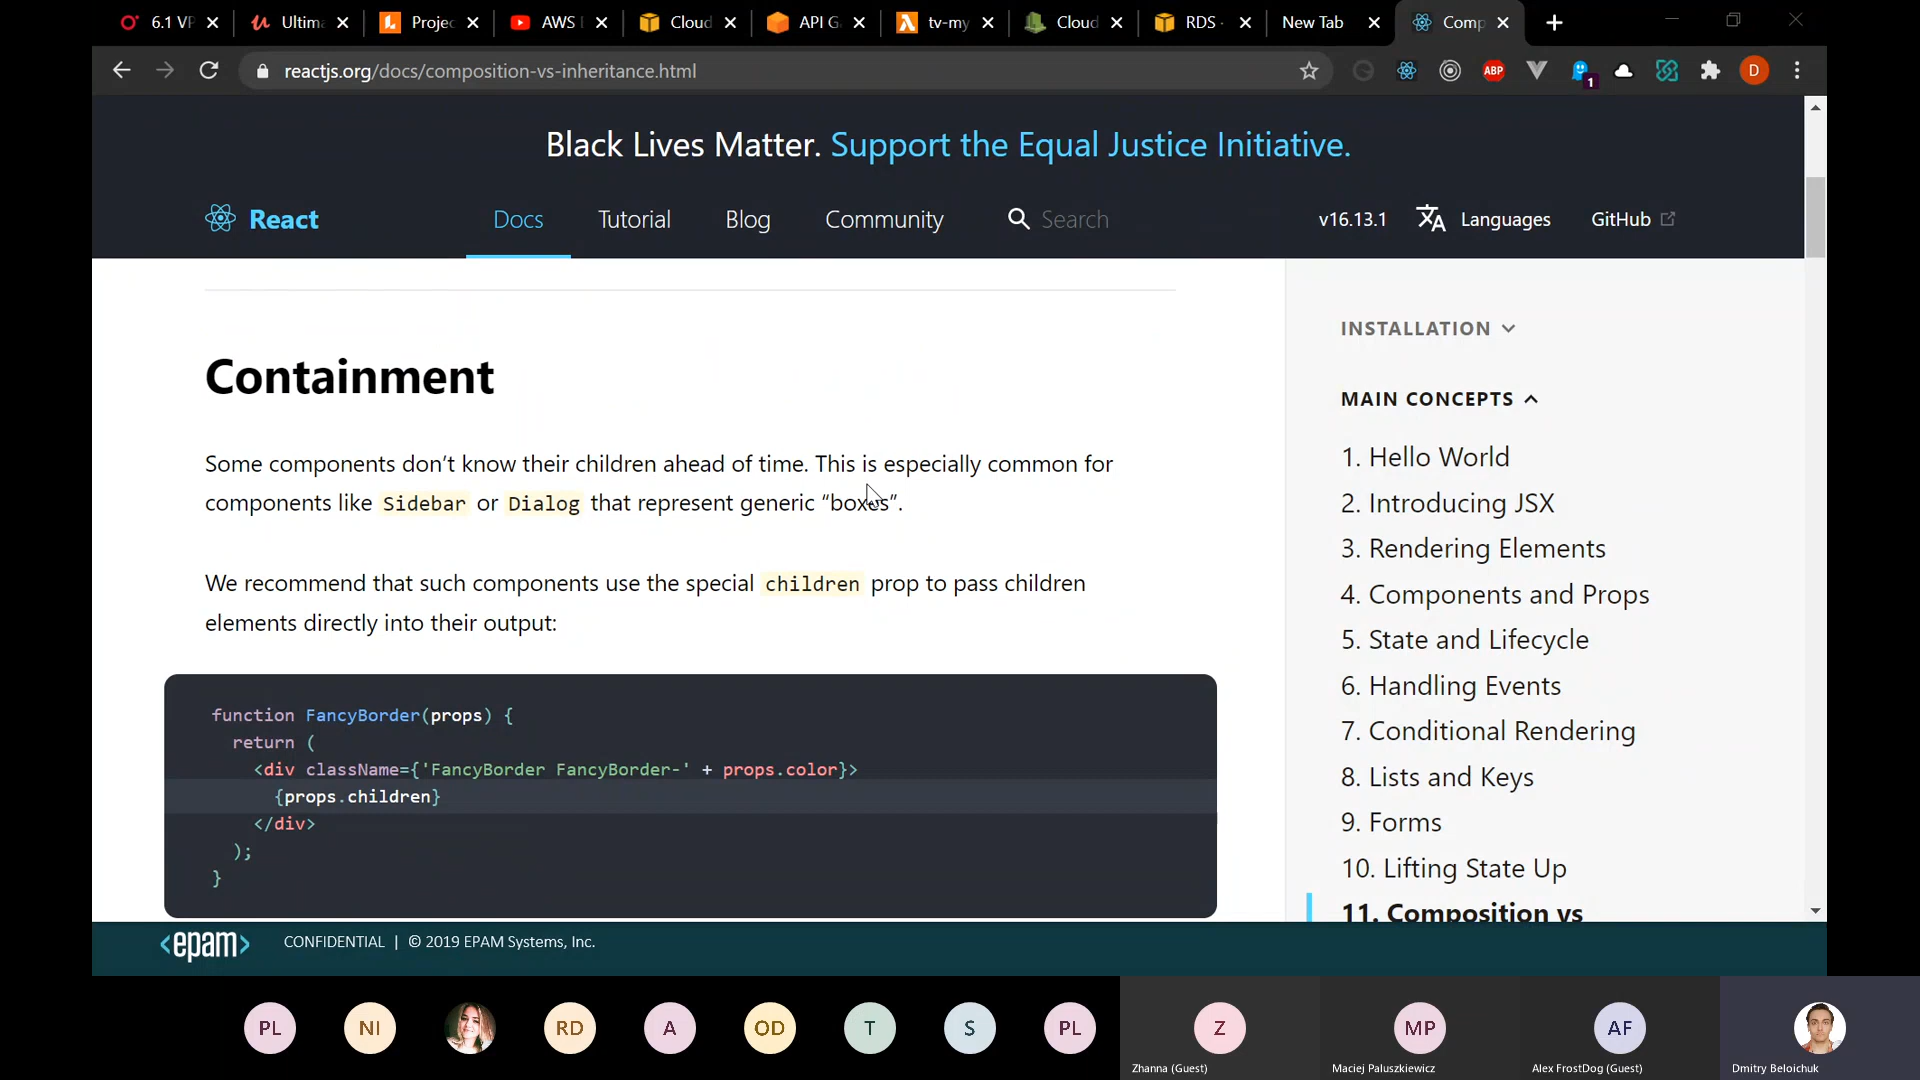 6.1 VP
Ultima
Projec
AWS
Cloud
API G
tv-my
Cloud
RDS ·
New Tab
Comp
reactjs.org/docs/composition-vs-inheritance.html
ABP
1
D
Black Lives Matter. Support the Equal Justice Initiative.
React
Docs
Tutorial
Blog
Community
Search
v16.13.1
Languages
GitHub
Containment
Some components don’t know their children ahead of time. This is especially common for
components like Sidebar or Dialog that represent generic “boxes”.
We recommend that such components use the special children prop to pass children
elements directly into their output:
function FancyBorder(props) {
return (
<div className={'FancyBorder FancyBorder-' + props.color}>
{props.children}
</div>
);
}
INSTALLATION
MAIN CONCEPTS
1. Hello World
2. Introducing JSX
3. Rendering Elements
4. Components and Props
5. State and Lifecycle
6. Handling Events
7. Conditional Rendering
8. Lists and Keys
9. Forms
10. Lifting State Up
11. Composition vs
<epam>
CONFIDENTIAL | © 2019 EPAM Systems, Inc.
PL
NI
RD
A
OD
T
S
PL
Z
MP
AF
Zhanna (Guest)
Maciej Paluszkiewicz
Alex FrostDog (Guest)
Dmitry Beloichuk